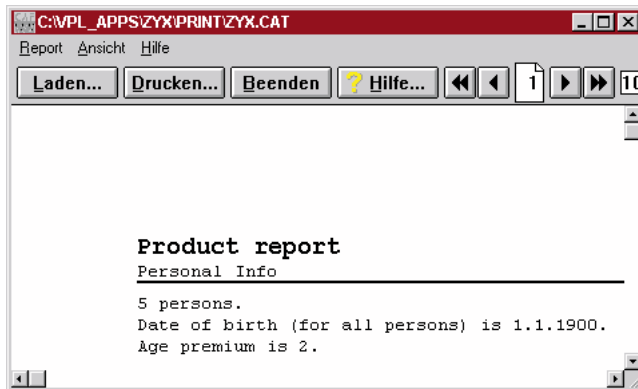 C:\VPL_APPS\ZYX\PRINT\ZYX.CAT
Report Ansicht Hilfe
Laden... Drucken... Beenden ? Hilfe... 1 10
Product report
Personal Info
5 persons.
Date of birth (for all persons) is 1.1.1900.
Age premium is 2.